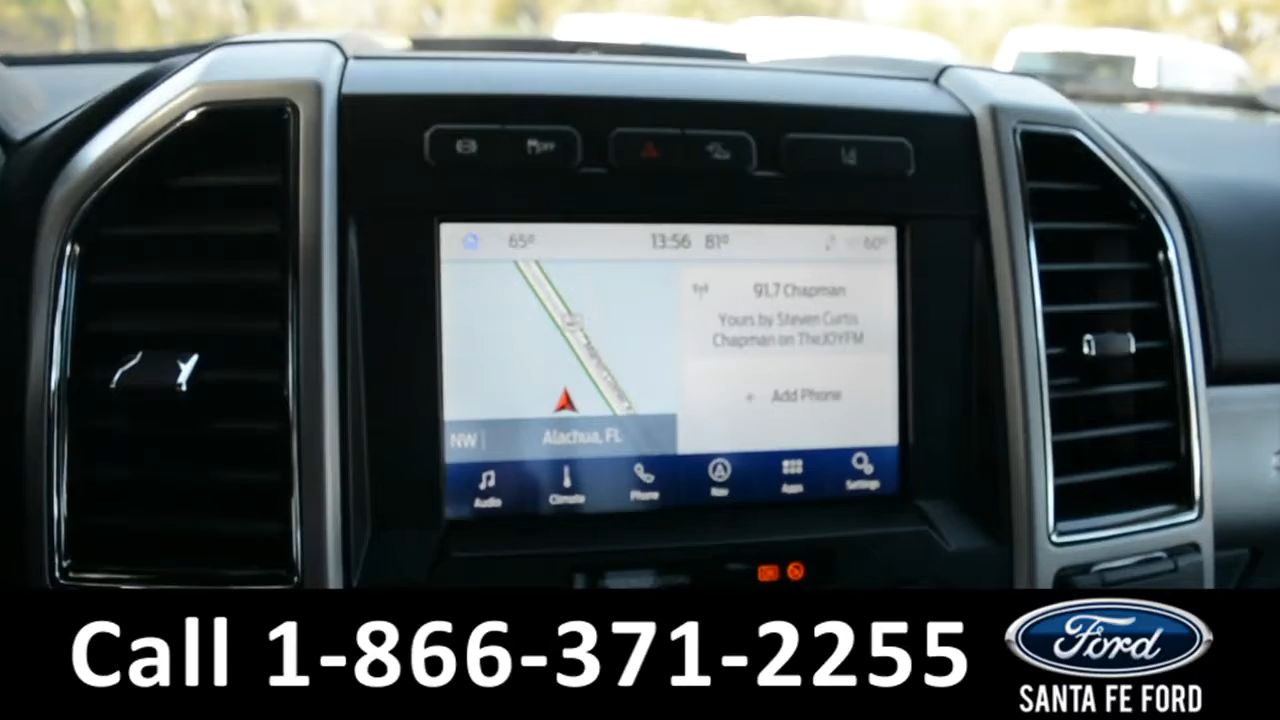 OFF
65° 13:56 81° 60°
91.7 Chapman
Yours by Steven Curtis
Chapman on TheJOYFM
+ Add Phone
NW | Alachua, FL
Audio Climate Phone Nav Apps Settings
Call 1-866-371-2255
Ford
SANTA FE FORD